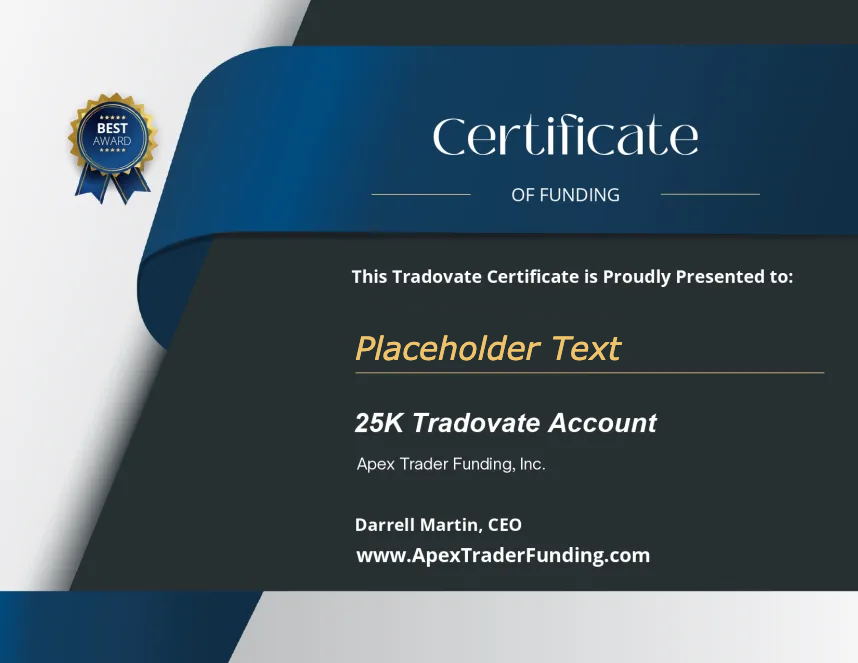 BEST
AWARD
Certificate
OF FUNDING
This Tradovate Certificate is Proudly Presented to:
Placeholder Text
25K Tradovate Account
Apex Trader Funding, Inc.
Darrell Martin, CEO
www.ApexTraderFunding.com